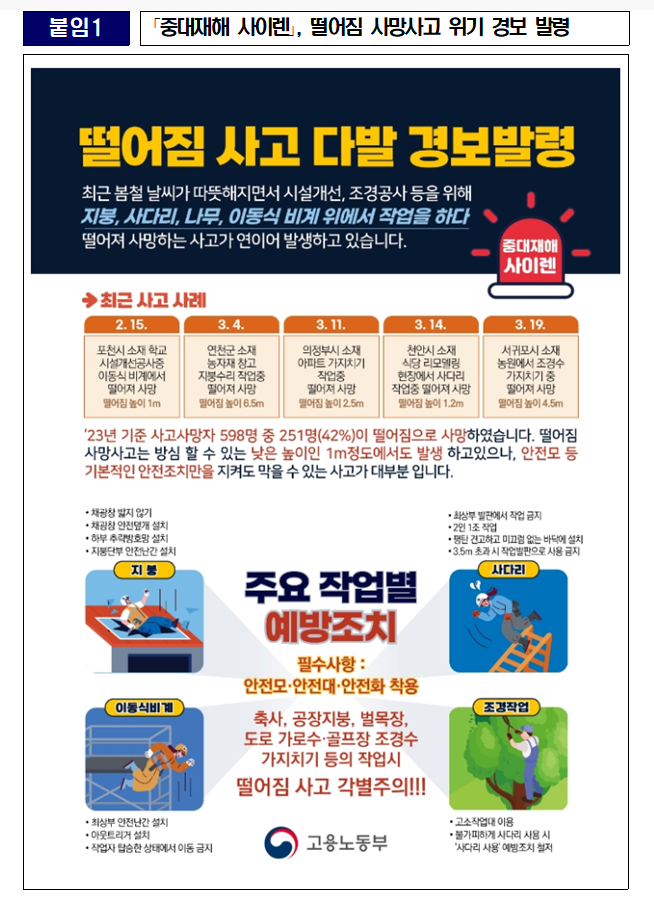 붙임1
「중대재해 사이렌」, 떨어짐 사망사고 위기 경보 발령
떨어짐 사고 다발 경보발령
최근 봄철 날씨가 따뜻해지면서 시설개선, 조경공사 등을 위해
지붕, 사다리, 나무, 이동식 비계 위에서 작업을 하다
떨어져 사망하는 사고가 연이어 발생하고 있습니다.
중대재해
사이렌
최근 사고 사례
2. 15.
포천시 소재 학교
시설개선공사중
이동식 비계에서
떨어져 사망
떨어짐 높이 1m
3. 4.
연천군 소재
농자재 창고
지붕수리 작업중
떨어져 사망
떨어짐 높이 6.5m
3. 11.
의정부시 소재
아파트 가지치기
작업중
떨어져 사망
떨어짐 높이 2.5m
3. 14.
천안시 소재
식당 리모델링
현장에서 사다리
작업중 떨어져 사망
떨어짐 높이 1.2m
3. 19.
서귀포시 소재
농원에서 조경수
가지치기 중
떨어져 사망
떨어짐 높이 4.5m
'23년 기준 사고사망자 598명 중 251명(42%)이 떨어짐으로 사망하였습니다. 떨어짐
사망사고는 방심 할 수 있는 낮은 높이인 1m정도에서도 발생 하고있으나, 안전모 등
기본적인 안전조치만을 지켜도 막을 수 있는 사고가 대부분 입니다.
• 채광창 밟지 않기
• 채광창 안전덮개 설치
• 하부 추락방호망 설치
• 지붕단부 안전난간 설치
지 붕
• 최상부 발판에서 작업 금지
• 2인 1조 작업
• 평탄 견고하고 미끄럼 없는 바닥에 설치
• 3.5m 초과 시 작업발판으로 사용 금지
사다리
주요 작업별
예방조치
필수사항 :
안전모·안전대·안전화 착용
축사, 공장지붕, 벌목장,
도로 가로수·골프장 조경수
가지치기 등의 작업시
떨어짐 사고 각별주의!!!
이동식비계
• 최상부 안전난간 설치
• 아웃트리거 설치
• 작업자 탑승한 상태에서 이동 금지
조경작업
• 고소작업대 이용
• 불가피하게 사다리 사용 시
'사다리 사용' 예방조치 철저
고용노동부